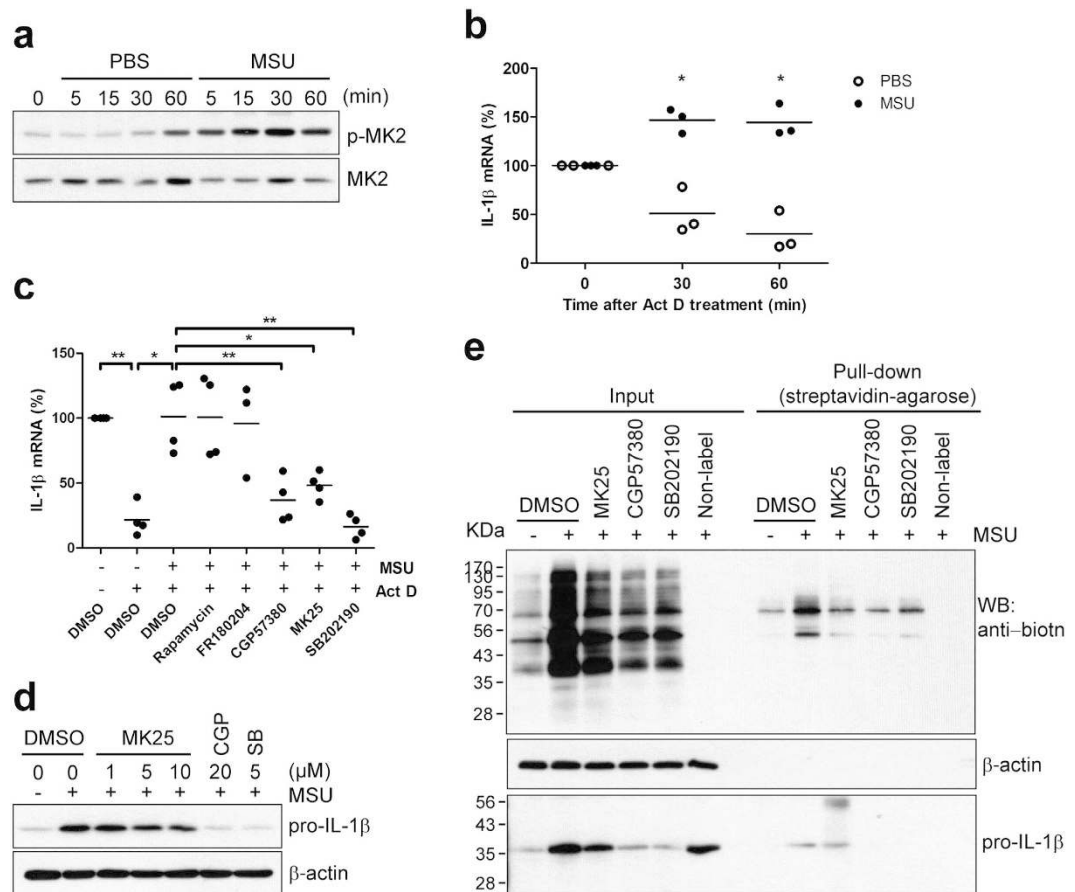 a
PBS MSU
0 5 15 30 60 5 15 30 60 (min)
p-MK2
MK2
b
200
150
100
50
0
IL-1β mRNA (%)
* *
PBS
MSU
0 30 60
Time after Act D treatment (min)
c
**
*
** * **
150
100
50
0
IL-1β mRNA (%)
- - + + + + + + MSU
- + + + + + + + Act D
DMSO DMSO DMSO Rapamycin FR180204 CGP57380 MK25 SB202190
d
DMSO MK25 CGP SB
0 0 1 5 10 20 5 (μM)
- + + + + + + MSU
pro-IL-1β
β-actin
e
Input
Pull-down
(streptavidin-agarose)
DMSO MK25 CGP57380 SB202190 Non-label DMSO MK25 CGP57380 SB202190 Non-label
KDa - + + + + + - + + + + + MSU
170
130
95
70
56
43
35
28
WB:
anti–biotn
β-actin
56
43
35
28
pro-IL-1β